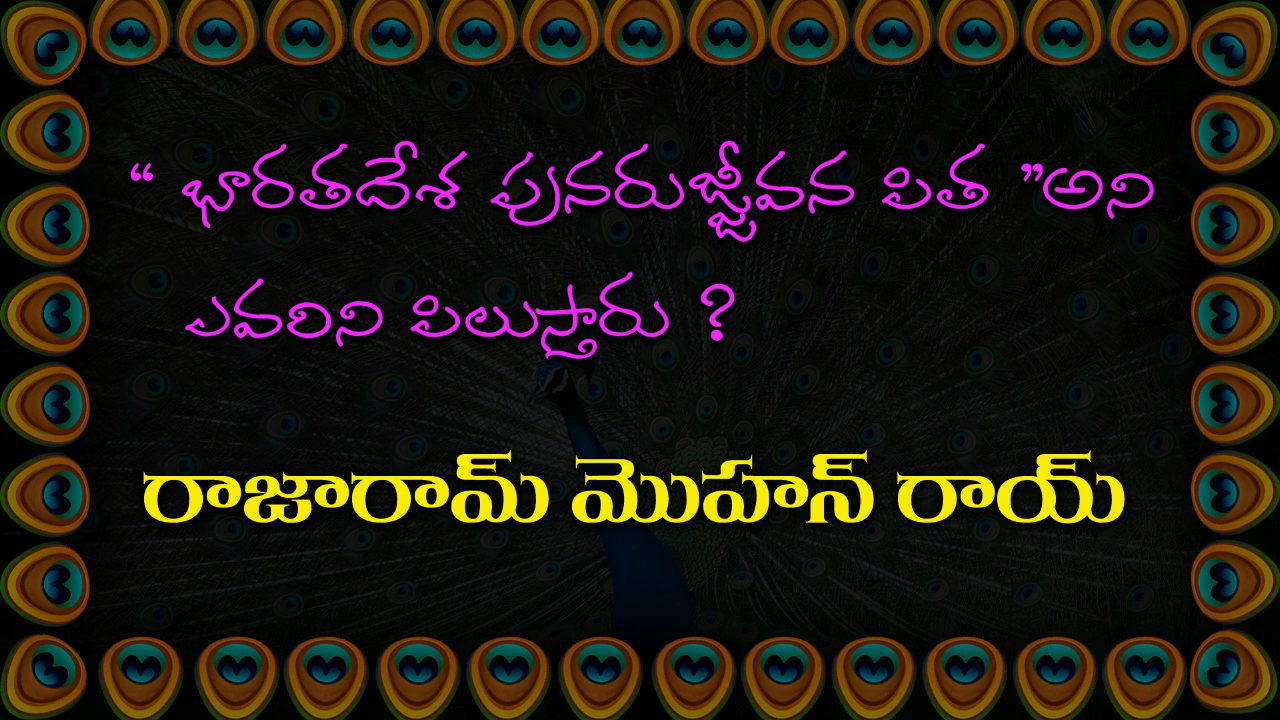 “ భారతదేశ పునరుజ్జీవన పిత ”అని
ఎవరిని పిలుస్తారు ?
రాజారామ్ మొహన్ రాయ్